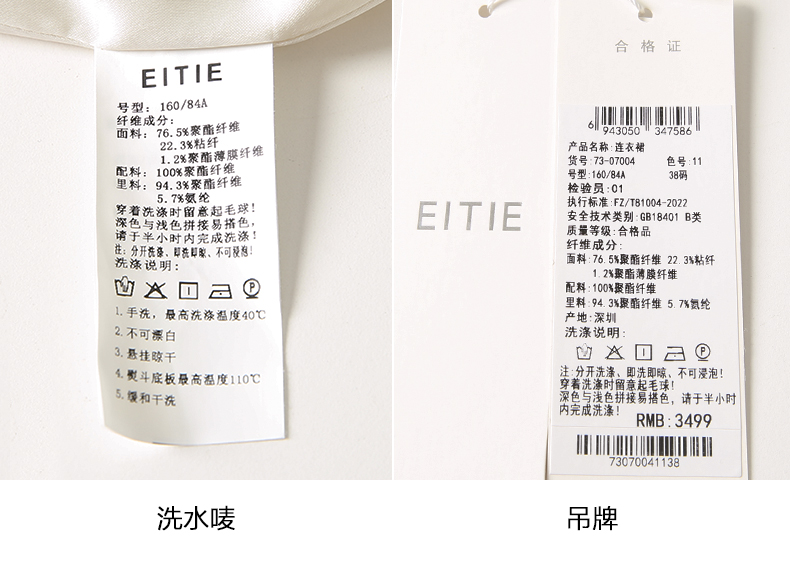 EITIE
号型：160/84A
纤维成分：
面料：76.5%聚酯纤维
22.3%粘纤
1.2%聚酯薄膜纤维
配料：100%聚酯纤维
里料：94.3%聚酯纤维
5.7%氨纶
穿着洗涤时留意起毛球！
深色与浅色拼接易搭色，
请于半小时内完成洗涤！
注：分开洗涤、即洗即晾、不可浸泡！
洗涤说明：
1.手洗，最高洗涤温度40℃
2.不可漂白
3.悬挂晾干
4.熨斗底板最高温度110℃
5.缓和干洗
洗水唛
EITIE
合格证
6 943050 347586
产品名称：连衣裙
货号：73-07004 色号：11
号型：160/84A 38码
检验员：01
执行标准：FZ/T81004-2022
安全技术类别：GB18401 B类
质量等级：合格品
纤维成分：
面料：76.5%聚酯纤维 22.3%粘纤
1.2%聚酯薄膜纤维
配料：100%聚酯纤维
里料：94.3%聚酯纤维 5.7%氨纶
产地：深圳
洗涤说明：
注：分开洗涤、即洗即晾、不可浸泡！
穿着洗涤时留意起毛球！
深色与浅色拼接易搭色，请于半小时
内完成洗涤！
RMB：3499
73070041138
吊牌